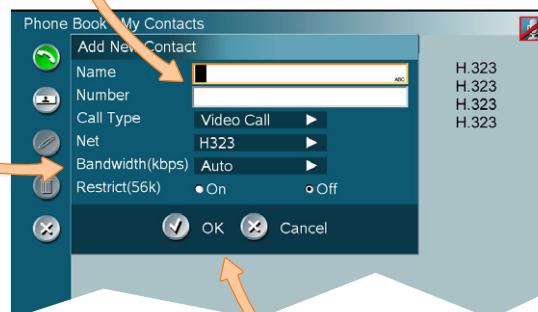 Phone Book My Contacts
Add New Contact
Name
ABC
Number
Call Type Video Call
Net H323
Bandwidth(kbps) Auto
Restrict(56k) On Off
OK Cancel
H.323
H.323
H.323
H.323